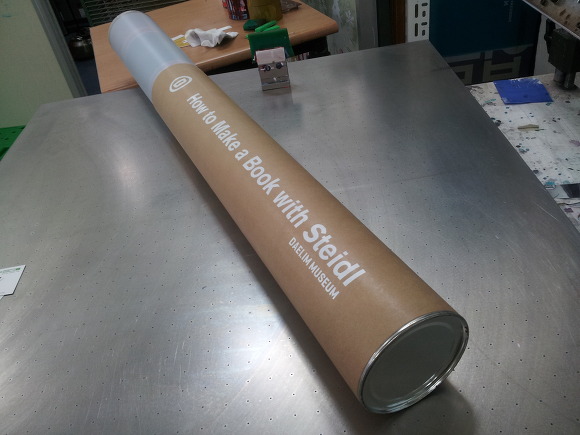 How to Make a Book with Steidl
DAELIM MUSEUM